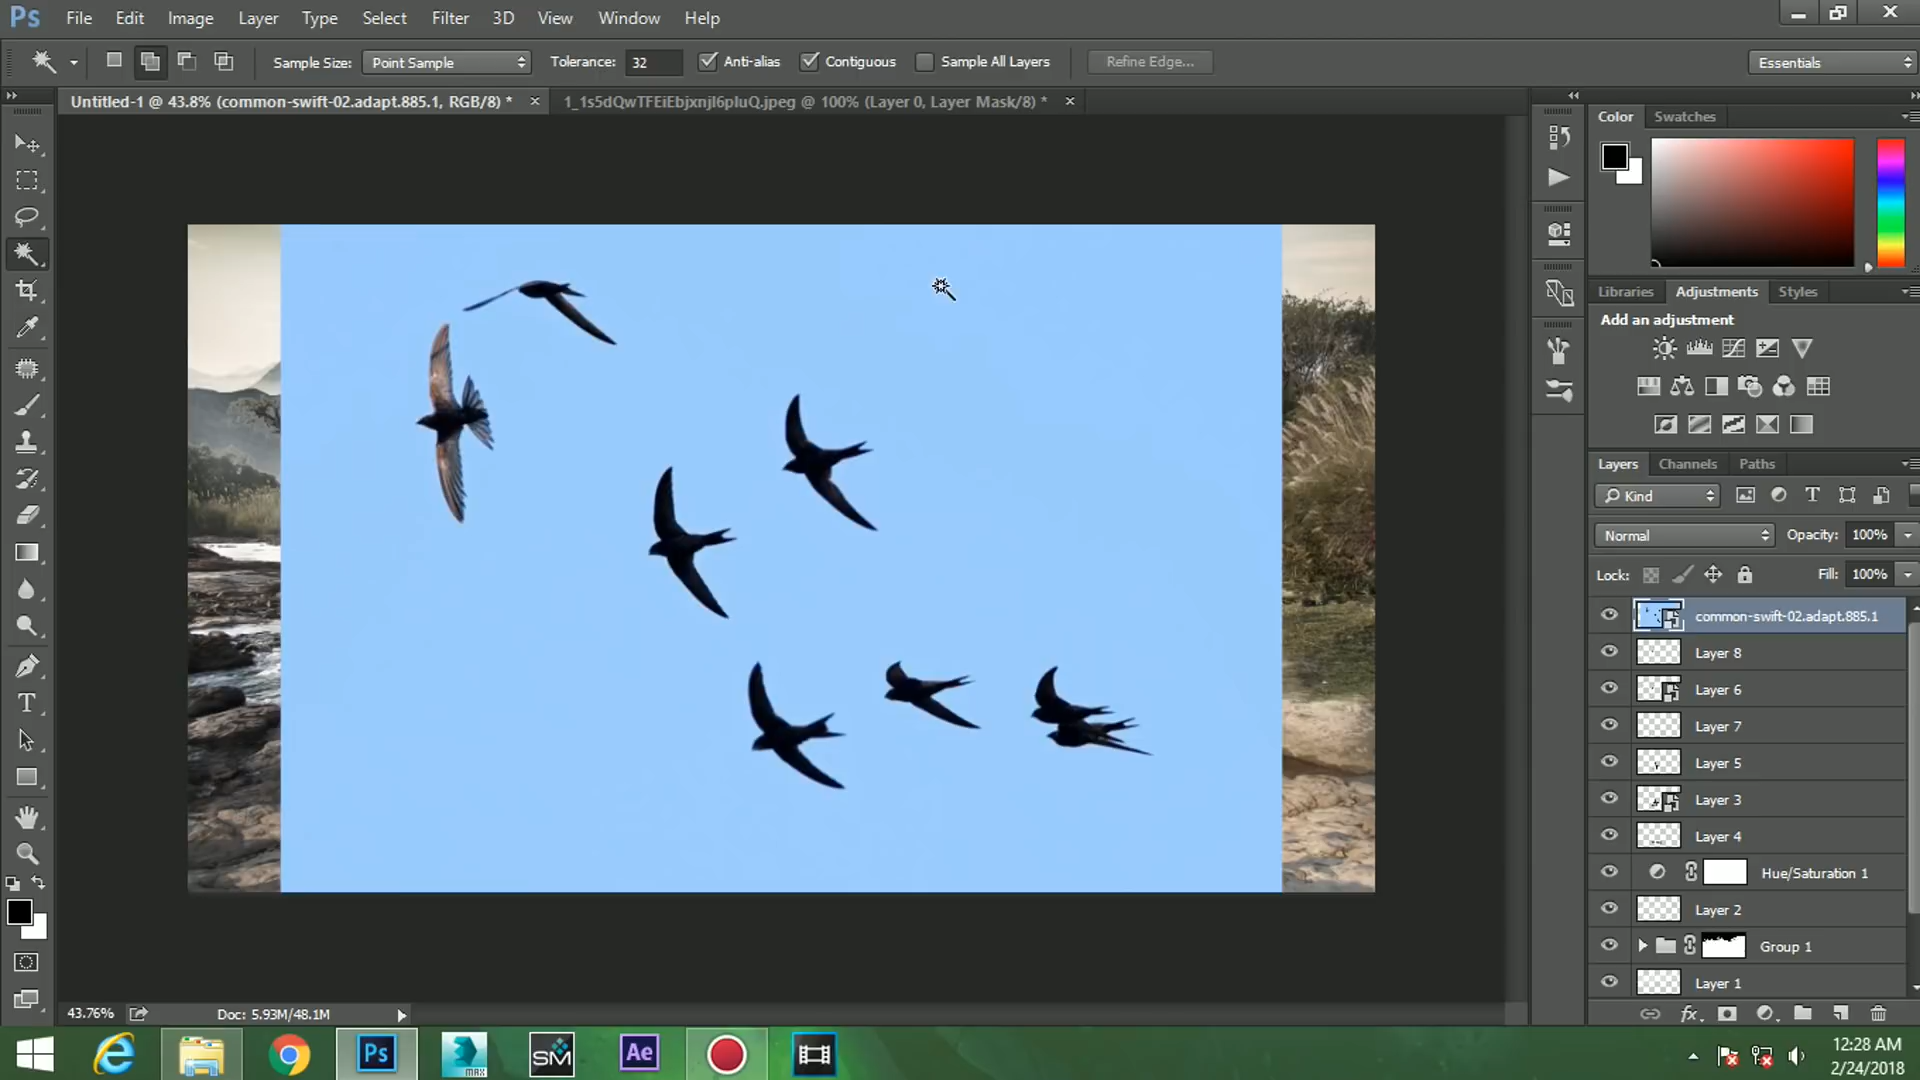 Ps File Edit Image Layer Type Select Filter 3D View Window Help
Sample Size: Point Sample Tolerance: 32 Anti-alias Contiguous Sample All Layers Refine Edge... Essentials
Untitled-1 @ 43.8% (common-swift-02.adapt.885.1, RGB/8) * 1_1s5dQwTFEiEbjxnjl6pluQ.jpeg @ 100% (Layer 0, Layer Mask/8) *
Color Swatches
Libraries Adjustments Styles
Add an adjustment
Layers Channels Paths
Kind
Normal Opacity: 100%
Lock: Fill: 100%
common-swift-02.adapt.885.1
Layer 8
Layer 6
Layer 7
Layer 5
Layer 3
Layer 4
Hue/Saturation 1
Layer 2
Group 1
Layer 1
43.76% Doc: 5.93M/48.1M
Ps MAX SM Ae
12:28 AM
2/24/2018